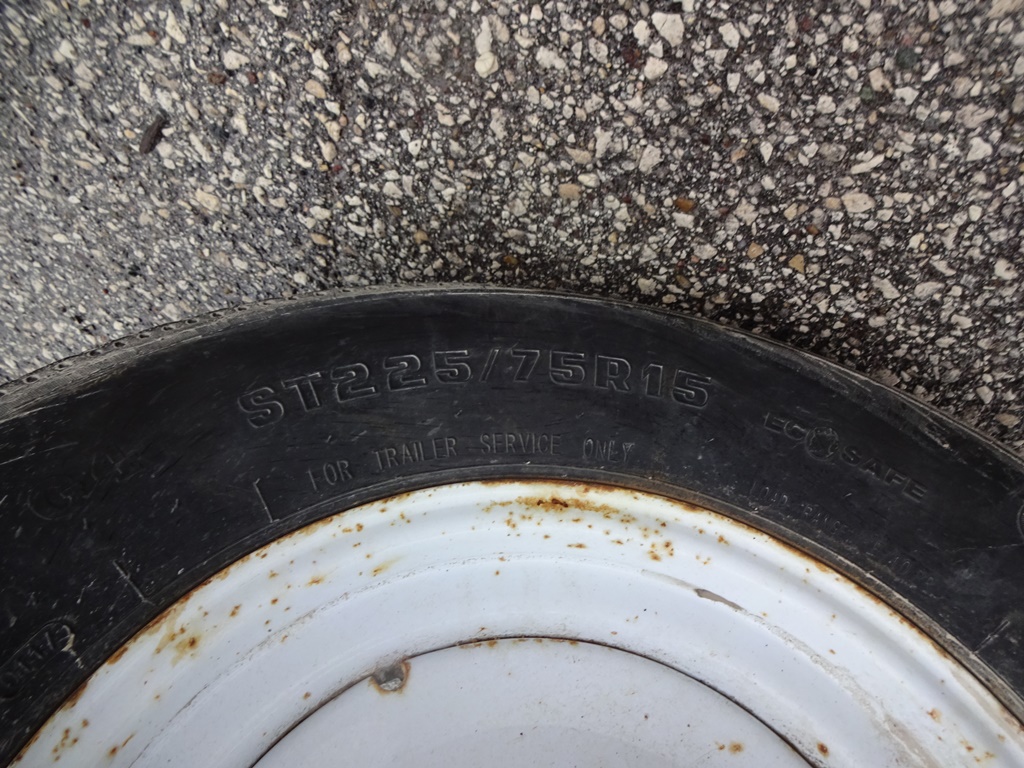 ST225/75R15
FOR TRAILER SERVICE ONLY
ECO SAFE